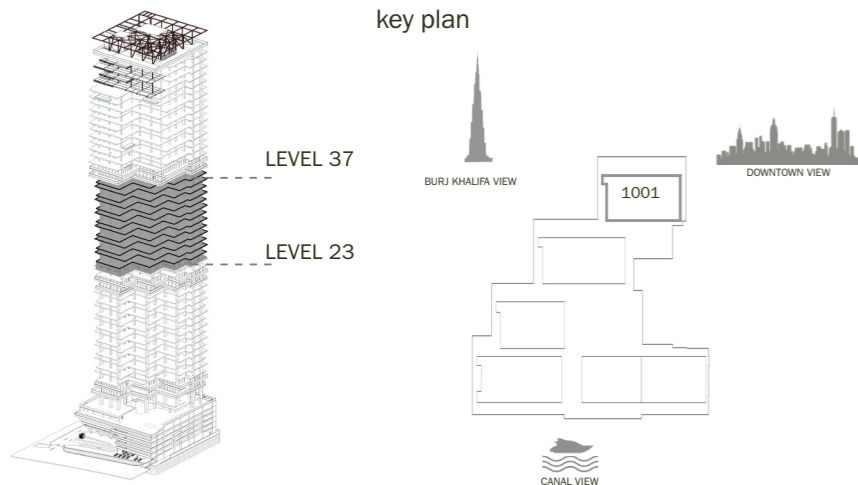 key plan
LEVEL 37
LEVEL 23
BURJ KHALIFA VIEW
DOWNTOWN VIEW
1001
CANAL VIEW